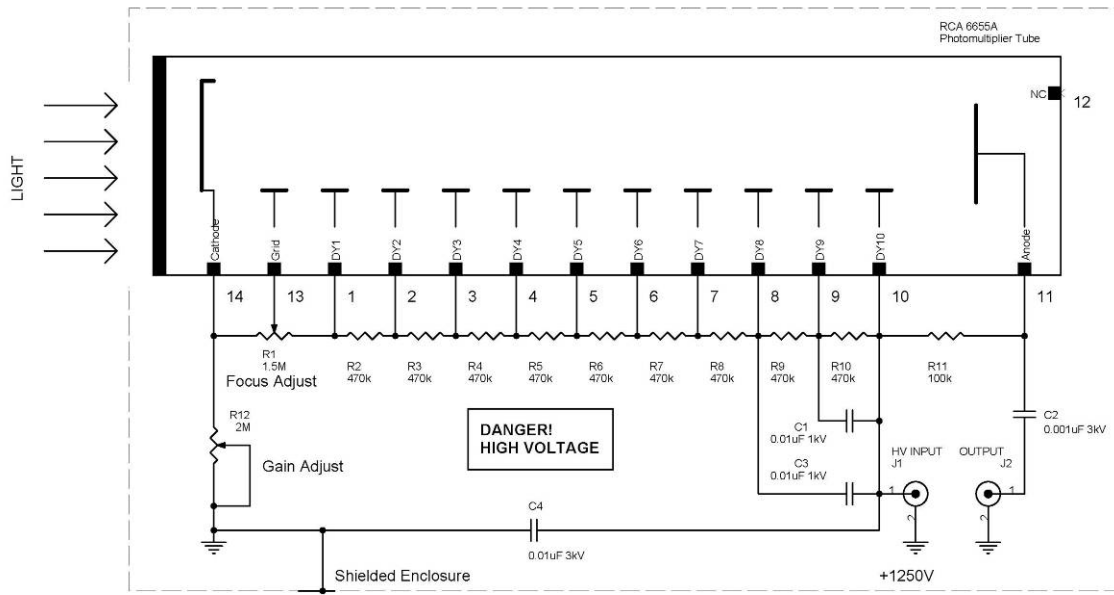 RCA 6655A
Photomultiplier Tube
NC
12
LIGHT
Cathode
Grid
DY1
DY2
DY3
DY4
DY5
DY6
DY7
DY8
DY9
DY10
Anode
14
13
1
2
3
4
5
6
7
8
9
10
11
R1
1.5M
Focus Adjust
R2
470k
R3
470k
R4
470k
R5
470k
R6
470k
R7
470k
R8
470k
R9
470k
R10
470k
R11
100k
R12
2M
Gain Adjust
DANGER!
HIGH VOLTAGE
C1
0.01uF 1kV
C3
0.01uF 1kV
C2
0.001uF 3kV
HV INPUT
J1
1
2
OUTPUT
J2
1
2
C4
0.01uF 3kV
Shielded Enclosure
+1250V